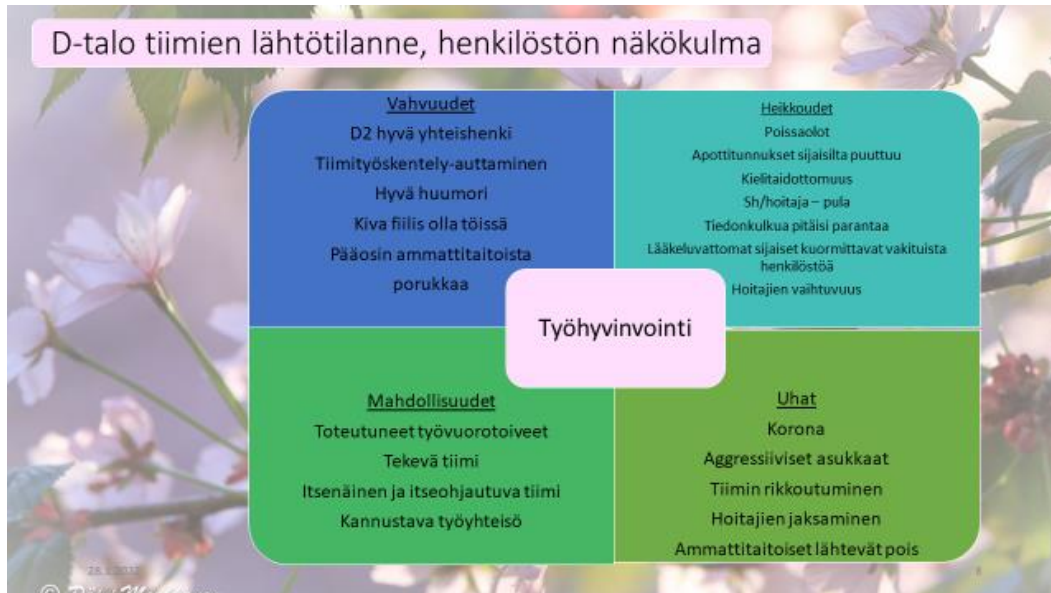 D-talo tiimien lähtötilanne, henkilöstön näkökulma
Vahvuudet
D2 hyvä yhteishenki
Tiimityöskentely-auttaminen
Hyvä huumori
Kiva fiilis olla töissä
Pääosin ammattitaitoista
porukkaa
Heikkoudet
Poissaolot
Apottitunnukset sijaisilta puuttuu
Kielitaidottomuus
Sh/hoitaja – pula
Tiedonkulkua pitäisi parantaa
Lääkeluvattomat sijaiset kuormittavat vakituista
henkilöstöä
Hoitajien vaihtuvuus
Työhyvinvointi
Mahdollisuudet
Toteutuneet työvuorotoiveet
Tekevä tiimi
Itsenäinen ja itseohjautuva tiimi
Kannustava työyhteisö
Uhat
Korona
Aggressiiviset asukkaat
Tiimin rikkoutuminen
Hoitajien jaksaminen
Ammattitaitoiset lähtevät pois